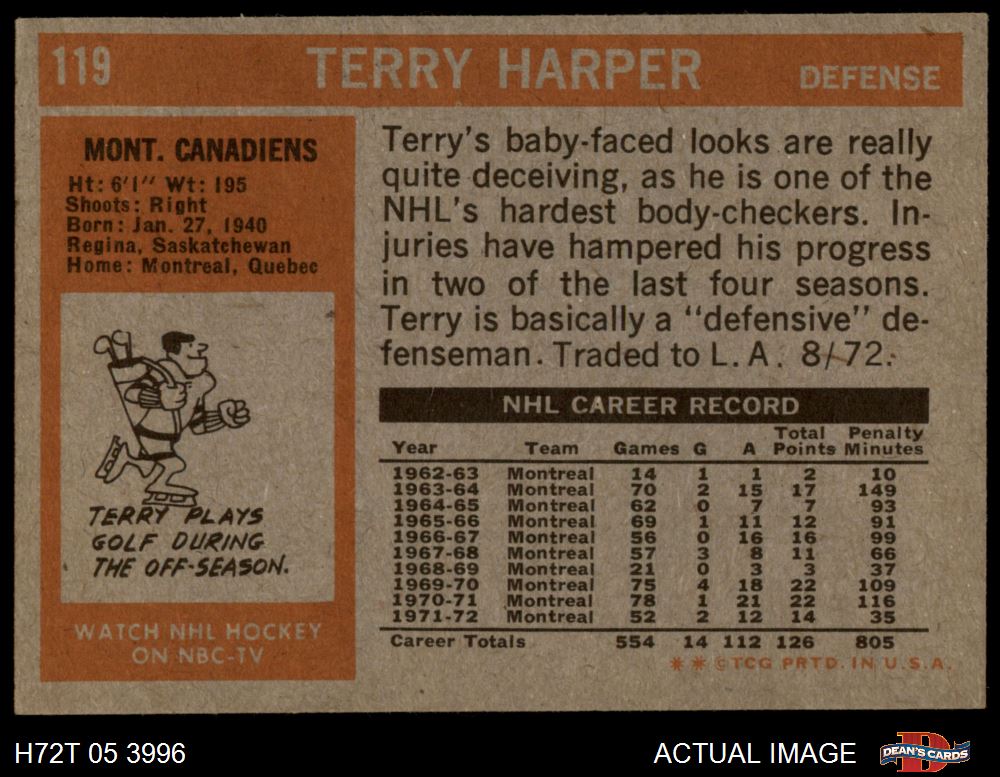 119 TERRY HARPER DEFENSE
MONT. CANADIENS
Ht: 6'1" Wt: 195
Shoots: Right
Born: Jan. 27, 1940
Regina, Saskatchewan
Home: Montreal, Quebec
TERRY PLAYS
GOLF DURING
THE OFF-SEASON.
WATCH NHL HOCKEY
ON NBC-TV
Terry's baby-faced looks are really
quite deceiving, as he is one of the
NHL's hardest body-checkers. In-
juries have hampered his progress
in two of the last four seasons.
Terry is basically a "defensive" de-
fenseman. Traded to L.A. 8/72.
NHL CAREER RECORD
Year Team Games G A Total Points Penalty Minutes
1962-63 Montreal 14 1 1 2 10
1963-64 Montreal 70 2 15 17 149
1964-65 Montreal 62 0 7 7 93
1965-66 Montreal 69 1 11 12 91
1966-67 Montreal 56 0 16 16 99
1967-68 Montreal 57 3 8 11 66
1968-69 Montreal 21 0 3 3 37
1969-70 Montreal 75 4 18 22 109
1970-71 Montreal 78 1 21 22 116
1971-72 Montreal 52 2 12 14 35
Career Totals 554 14 112 126 805
* * © TCG PRTD. IN U.S.A.
H72T 05 3996 ACTUAL IMAGE DEAN'S CARDS